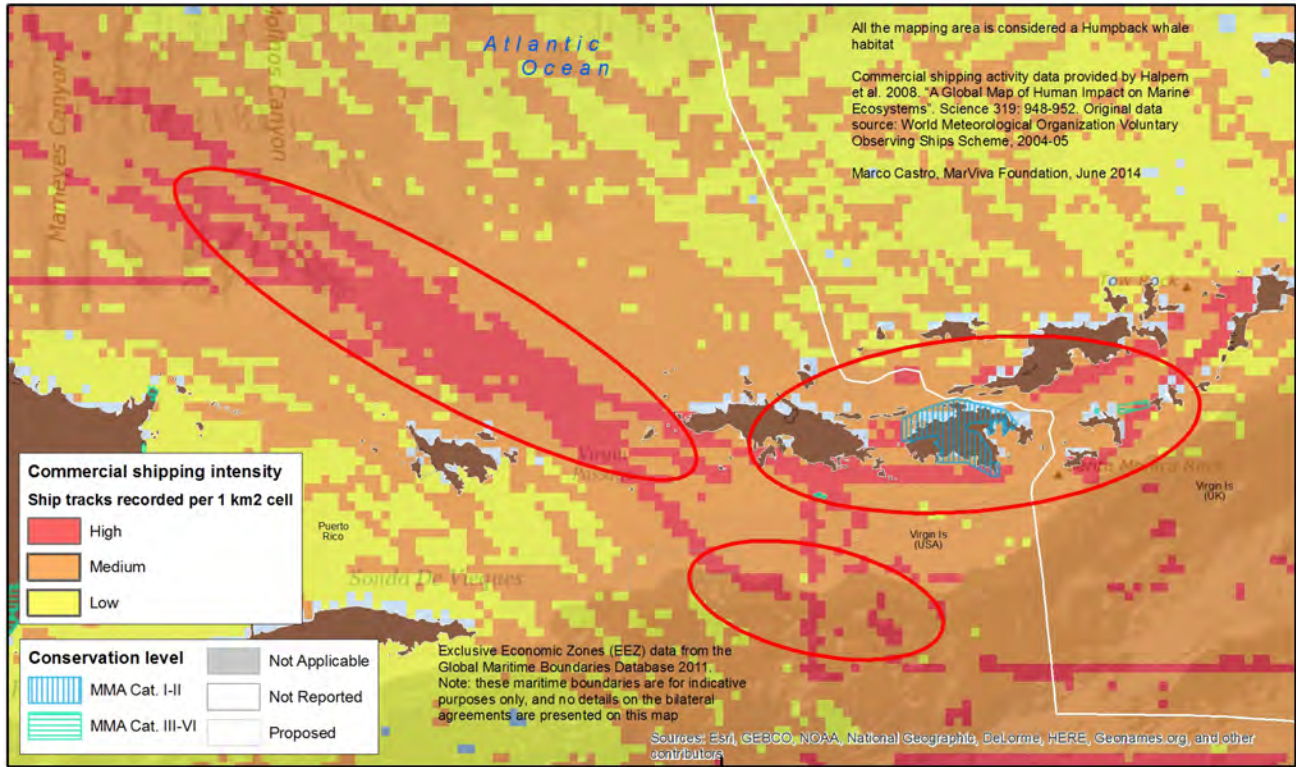 Atlantic
Ocean
All the mapping area is considered a Humpback whale
habitat
Commercial shipping activity data provided by Halpern
et al. 2008. "A Global Map of Human Impact on Marine
Ecosystems". Science 319: 948-952. Original data
source: World Meteorological Organization Voluntary
Observing Ships Scheme, 2004-05
Marco Castro, MarViva Foundation, June 2014
Mameyes Canyon
Molinos Canyon
Virgin
Passage
Virgin Is
(UK)
Virgin Is
(USA)
Puerto
Rico
Sonda De Vieques
Commercial shipping intensity
Ship tracks recorded per 1 km2 cell
High
Medium
Low
Conservation level
MMA Cat. I-II
MMA Cat. III-VI
Not Applicable
Not Reported
Proposed
Exclusive Economic Zones (EEZ) data from the
Global Maritime Boundaries Database 2011.
Note: these maritime boundaries are for indicative
purposes only, and no details on the bilateral
agreements are presented on this map
Sources: Esri, GEBCO, NOAA, National Geographic, DeLorme, HERE, Geonames.org, and other
contributors